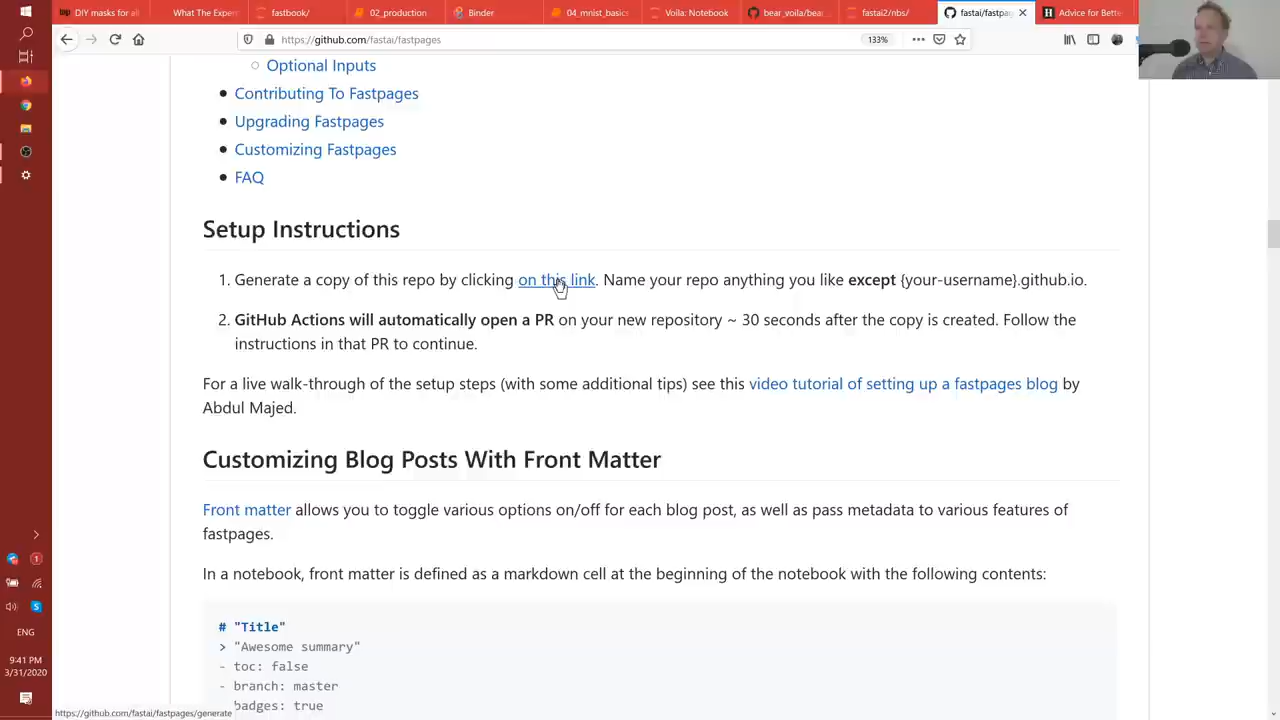 DIY masks for all
What The Exper
fastbook/
02_production
Binder
04_mnist_basics
Voila: Notebook
bear_voila/bea
fastai2/nbs/
fastai/fastpag
Advice for Bette
https://github.com/fastai/fastpages
133%
Optional Inputs
Contributing To Fastpages
Upgrading Fastpages
Customizing Fastpages
FAQ
Setup Instructions
1. Generate a copy of this repo by clicking on this link. Name your repo anything you like except {your-username}.github.io.
2. GitHub Actions will automatically open a PR on your new repository ~ 30 seconds after the copy is created. Follow the
instructions in that PR to continue.
For a live walk-through of the setup steps (with some additional tips) see this video tutorial of setting up a fastpages blog by
Abdul Majed.
Customizing Blog Posts With Front Matter
Front matter allows you to toggle various options on/off for each blog post, as well as pass metadata to various features of
fastpages.
In a notebook, front matter is defined as a markdown cell at the beginning of the notebook with the following contents:
# "Title"
> "Awesome summary"
- toc: false
- branch: master
badges: true
https://github.com/fastai/fastpages/generate
1
ENG
9:41 PM
3/31/2020